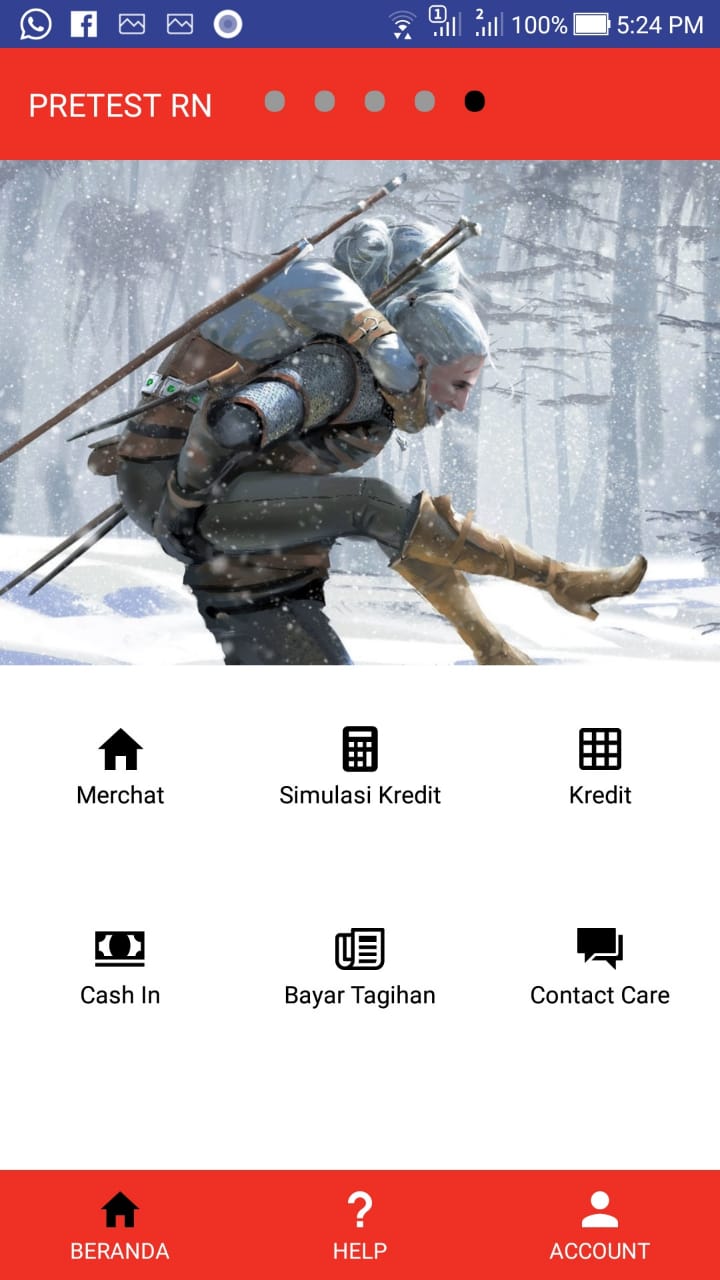 1 2 100% 5:24 PM
PRETEST RN
Merchat Simulasi Kredit Kredit
Cash In Bayar Tagihan Contact Care
BERANDA HELP ACCOUNT